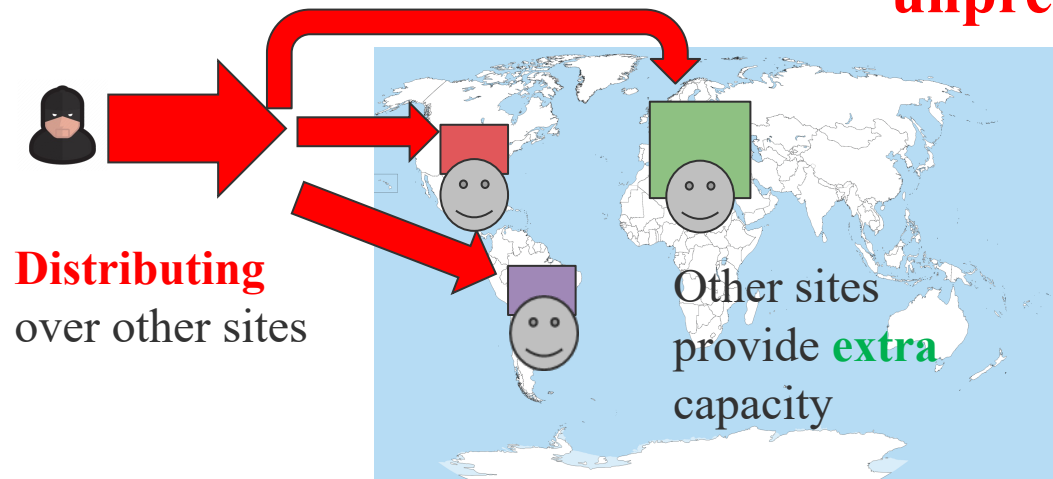 Distributing
over other sites
Other sites
provide extra
capacity